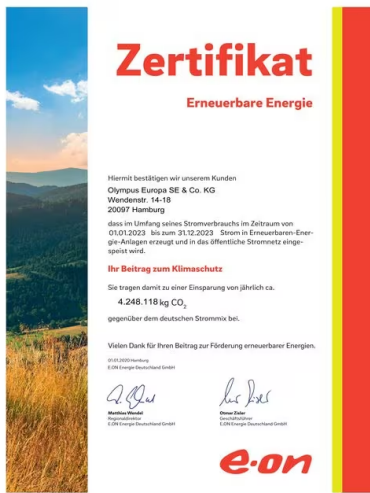 Zertifikat
Erneuerbare Energie
Hiermit bestätigen wir unserem Kunden
Olympus Europa SE & Co. KG
Wendenstr. 14-18
20097 Hamburg
dass im Umfang seines Stromverbrauchs im Zeitraum von
01.01.2023 bis zum 31.12.2023 Strom in Erneuerbaren-Ener-
gie-Anlagen erzeugt und in das öffentliche Stromnetz einge-
speist wird.
Ihr Beitrag zum Klimaschutz
Sie tragen damit zu einer Einsparung von jährlich ca.
4.248.118 kg CO2
gegenüber dem deutschen Strommix bei.
Vielen Dank für Ihren Beitrag zur Förderung erneuerbarer Energien.
01.01.2020 Hamburg
E.ON Energie Deutschland GmbH
Matthias Wendel
Regionaldirektor
E.ON Energie Deutschland GmbH
Otmar Zisler
Geschäftsführer
E.ON Energie Deutschland GmbH
e·on